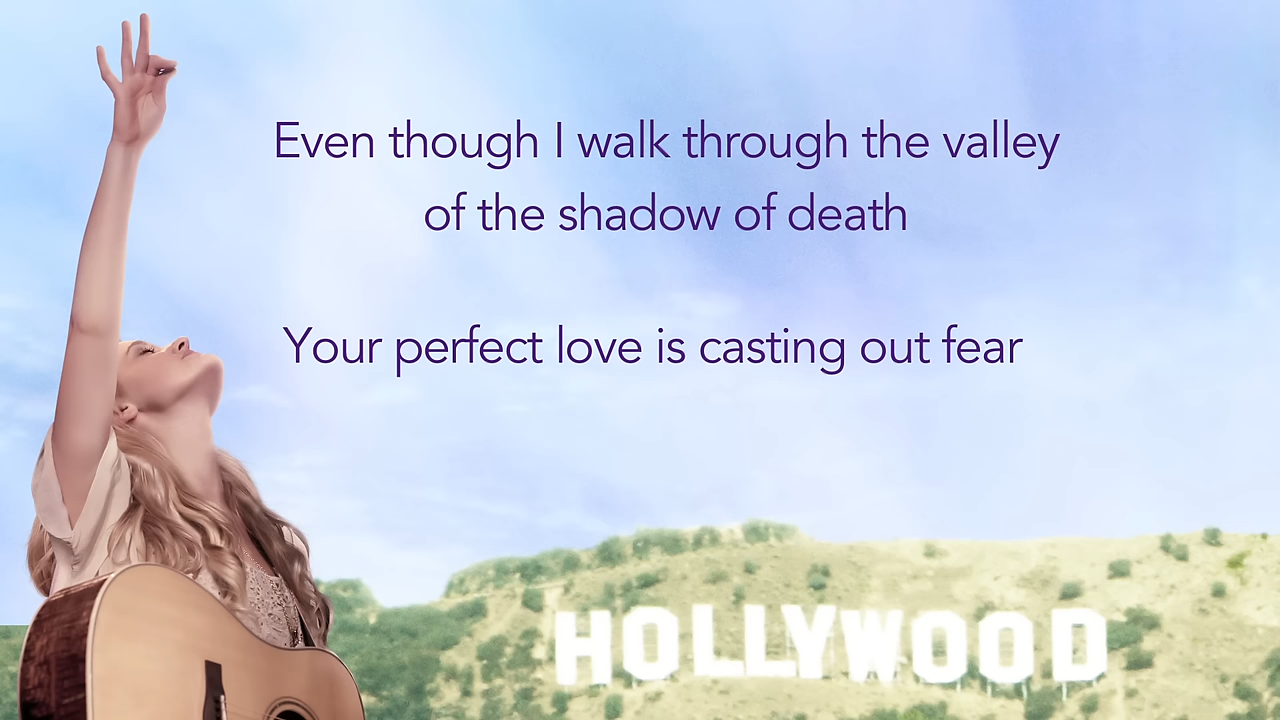 Even though I walk through the valley
of the shadow of death
Your perfect love is casting out fear
HOLLYWOOD